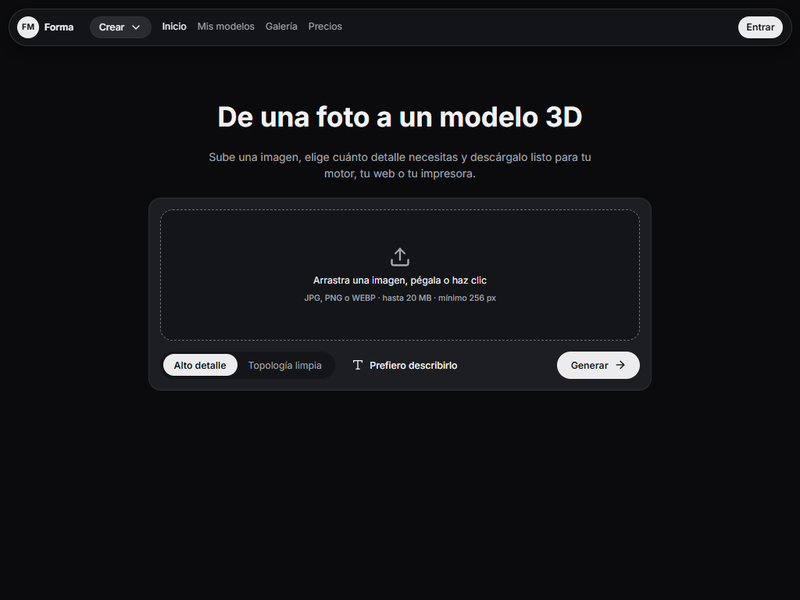 FM Forma Crear Inicio Mis modelos Galería Precios Entrar
De una foto a un modelo 3D
Sube una imagen, elige cuánto detalle necesitas y descárgalo listo para tu
motor, tu web o tu impresora.
Arrastra una imagen, pégala o haz clic
JPG, PNG o WEBP · hasta 20 MB · mínimo 256 px
Alto detalle Topología limpia Prefiero describirlo Generar